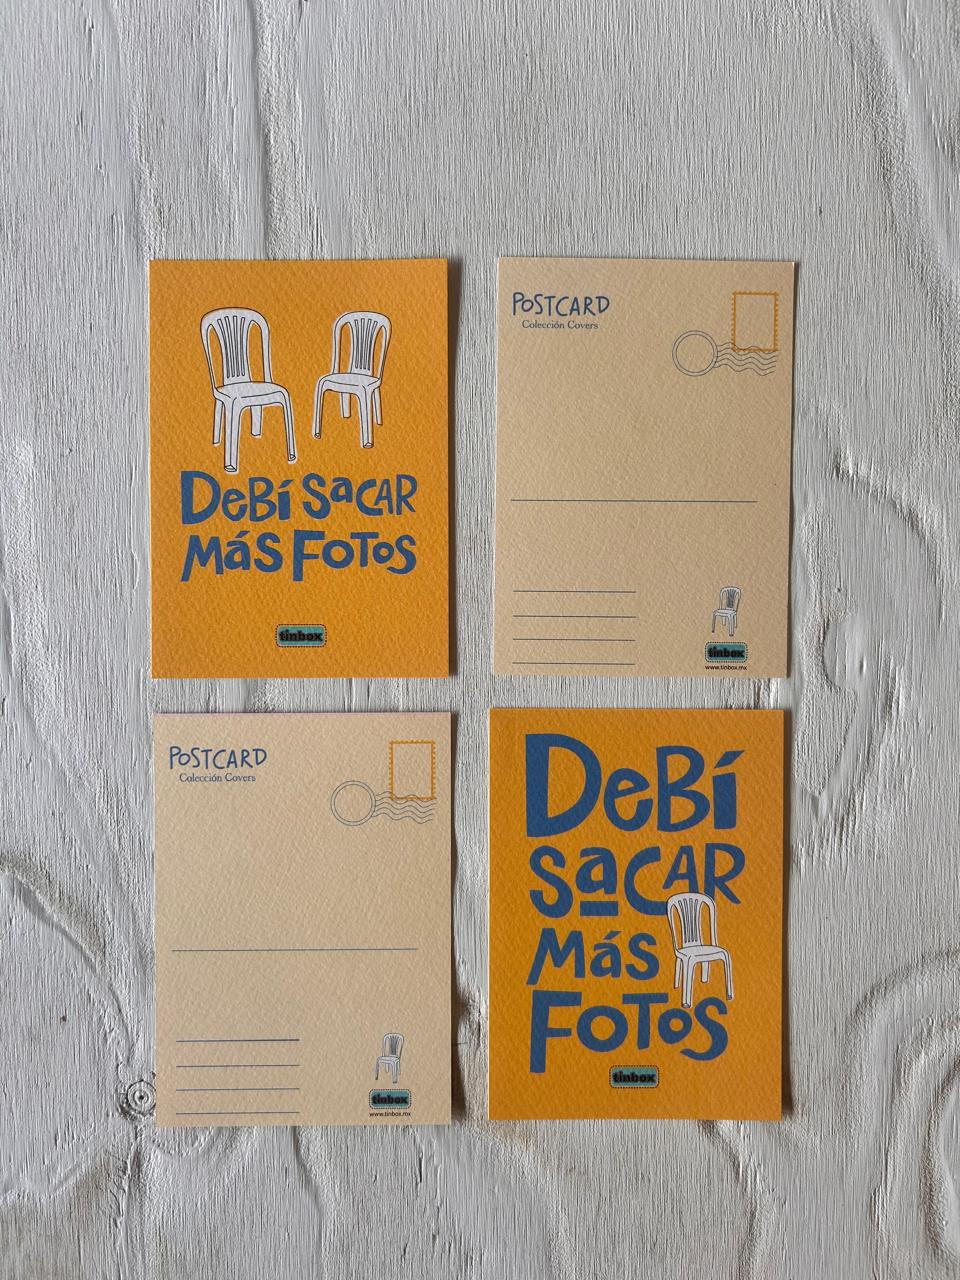 DeBí SaCAR
MáS FOToS
tinbox
POSTCARD
Colección Covers
tinbox
www.tinbox.mx
POSTCARD
Colección Covers
tinbox
www.tinbox.mx
DeBí
SaCAR
MáS
FOToS
tinbox